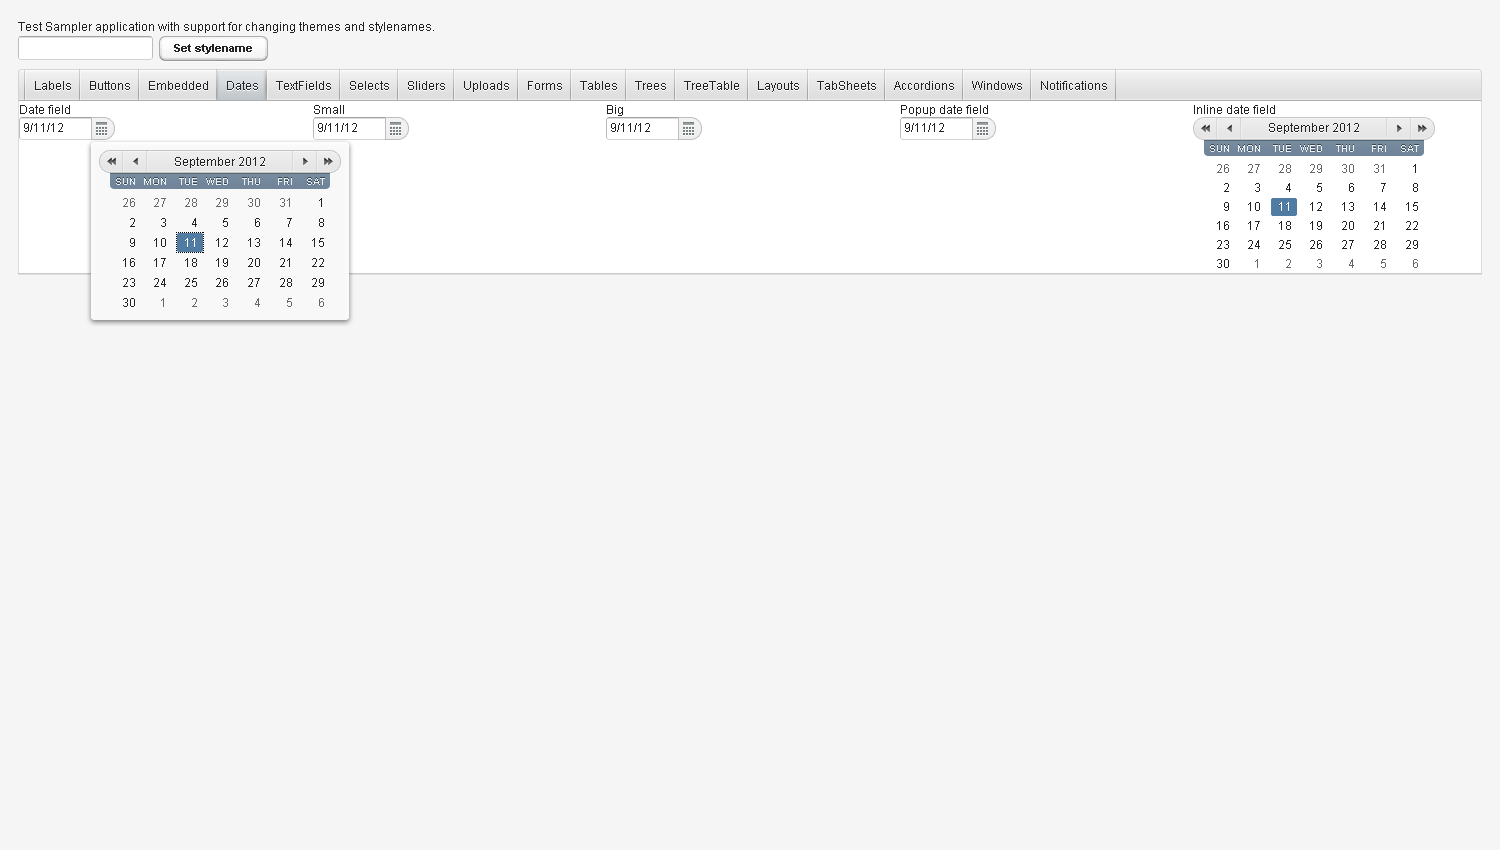 Test Sampler application with support for changing themes and stylenames.
Set stylename
Labels Buttons Embedded Dates TextFields Selects Sliders Uploads Forms Tables Trees TreeTable Layouts TabSheets Accordions Windows Notifications
Date field Small Big Popup date field Inline date field
9/11/12 9/11/12 9/11/12 9/11/12
September 2012
SUN MON TUE WED THU FRI SAT
26 27 28 29 30 31 1
2 3 4 5 6 7 8
9 10 11 12 13 14 15
16 17 18 19 20 21 22
23 24 25 26 27 28 29
30 1 2 3 4 5 6
September 2012
SUN MON TUE WED THU FRI SAT
26 27 28 29 30 31 1
2 3 4 5 6 7 8
9 10 11 12 13 14 15
16 17 18 19 20 21 22
23 24 25 26 27 28 29
30 1 2 3 4 5 6